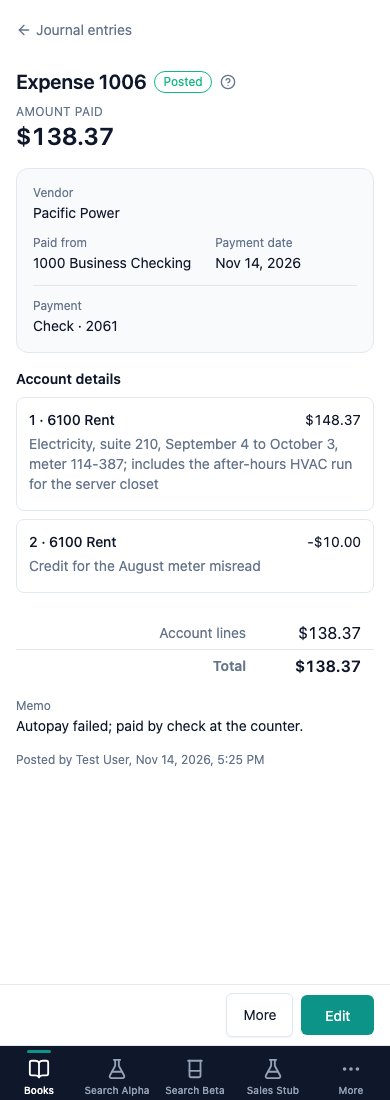 Journal entries
Expense 1006 Posted
AMOUNT PAID
$138.37
Vendor
Pacific Power
Paid from Payment date
1000 Business Checking Nov 14, 2026
Payment
Check · 2061
Account details
1 · 6100 Rent $148.37
Electricity, suite 210, September 4 to October 3,
meter 114-387; includes the after-hours HVAC run
for the server closet
2 · 6100 Rent -$10.00
Credit for the August meter misread
Account lines $138.37
Total $138.37
Memo
Autopay failed; paid by check at the counter.
Posted by Test User, Nov 14, 2026, 5:25 PM
More Edit
Books Search Alpha Search Beta Sales Stub More